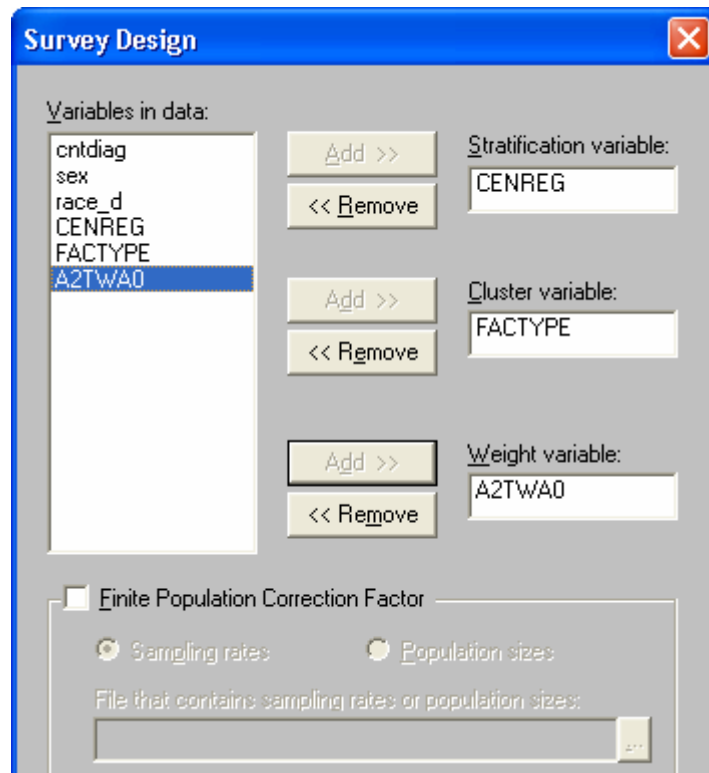 Survey Design
Variables in data:
cntdiag
sex
race_d
CENREG
FACTYPE
A2TWA0
Add >>
<< Remove
Stratification variable:
CENREG
Add >>
<< Remove
Cluster variable:
FACTYPE
Add >>
<< Remove
Weight variable:
A2TWA0
Finite Population Correction Factor
Sampling rates
Population sizes
File that contains sampling rates or population sizes:
...